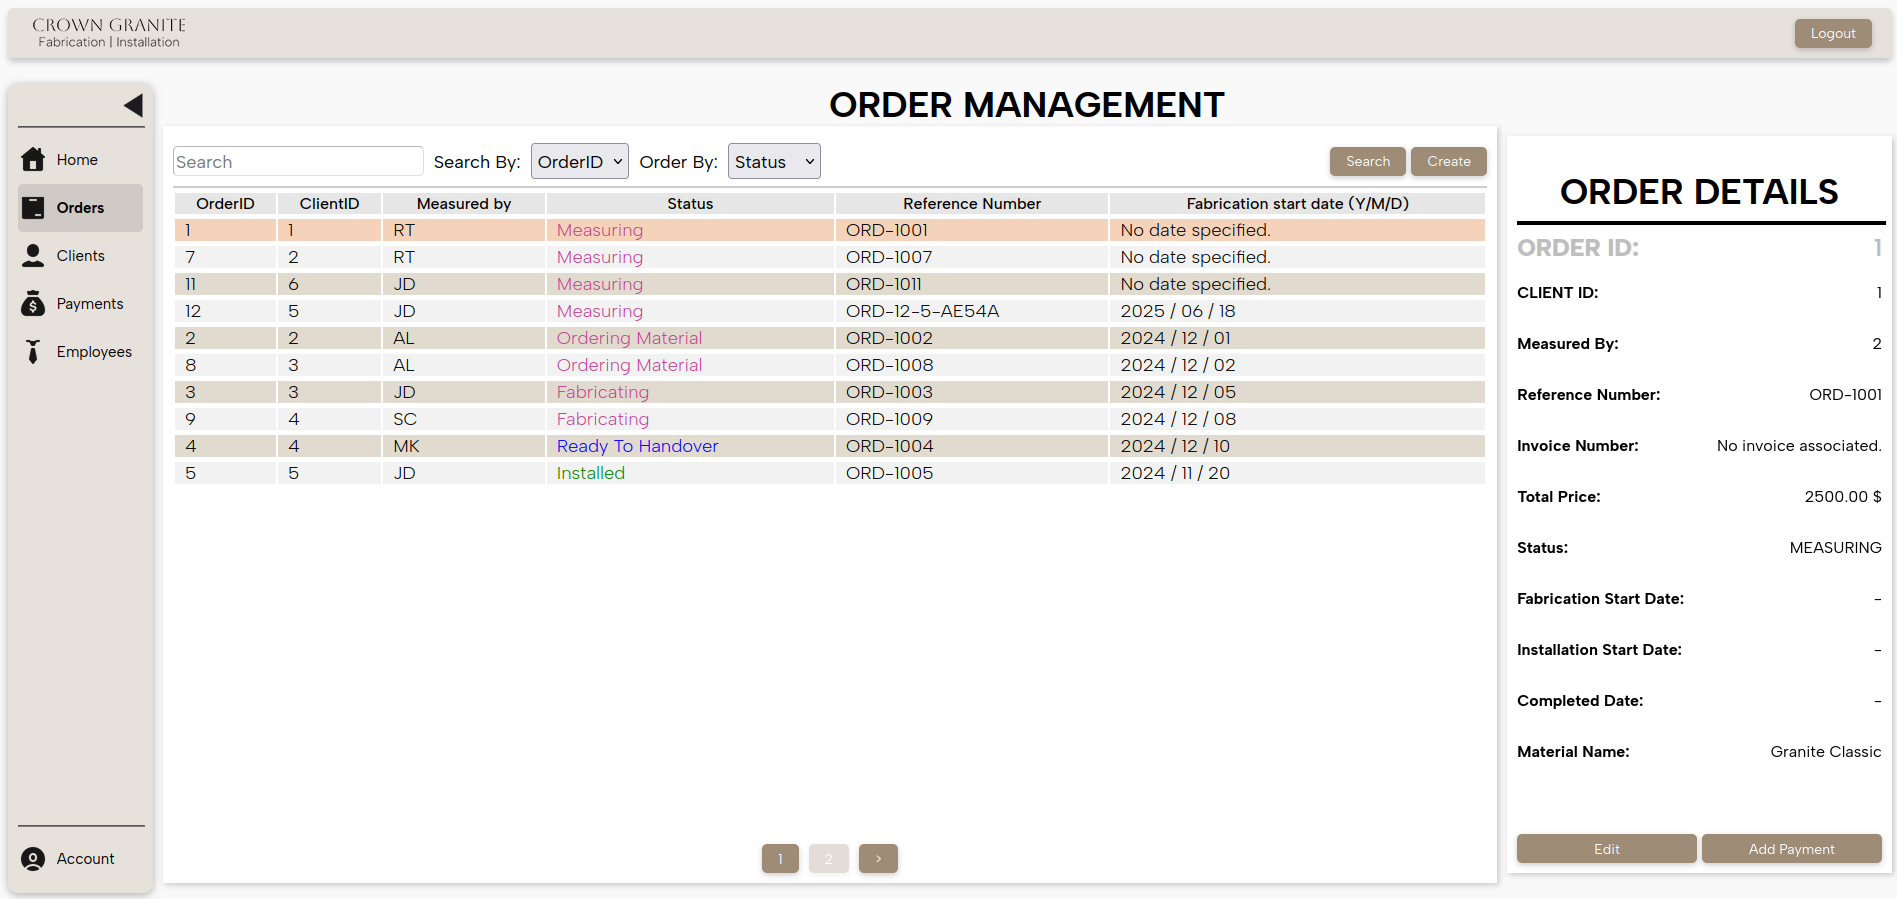 CROWN GRANITE
Fabrication | Installation
Logout
Home
Orders
Clients
Payments
Employees
Account
ORDER MANAGEMENT
Search Search By: OrderID Order By: Status Search Create
OrderID ClientID Measured by Status Reference Number Fabrication start date (Y/M/D)
1 1 RT Measuring ORD-1001 No date specified.
7 2 RT Measuring ORD-1007 No date specified.
11 6 JD Measuring ORD-1011 No date specified.
12 5 JD Measuring ORD-12-5-AE54A 2025 / 06 / 18
2 2 AL Ordering Material ORD-1002 2024 / 12 / 01
8 3 AL Ordering Material ORD-1008 2024 / 12 / 02
3 3 JD Fabricating ORD-1003 2024 / 12 / 05
9 4 SC Fabricating ORD-1009 2024 / 12 / 08
4 4 MK Ready To Handover ORD-1004 2024 / 12 / 10
5 5 JD Installed ORD-1005 2024 / 11 / 20
1 2 >
ORDER DETAILS
ORDER ID: 1
CLIENT ID: 1
Measured By: 2
Reference Number: ORD-1001
Invoice Number: No invoice associated.
Total Price: 2500.00 $
Status: MEASURING
Fabrication Start Date: -
Installation Start Date: -
Completed Date: -
Material Name: Granite Classic
Edit Add Payment